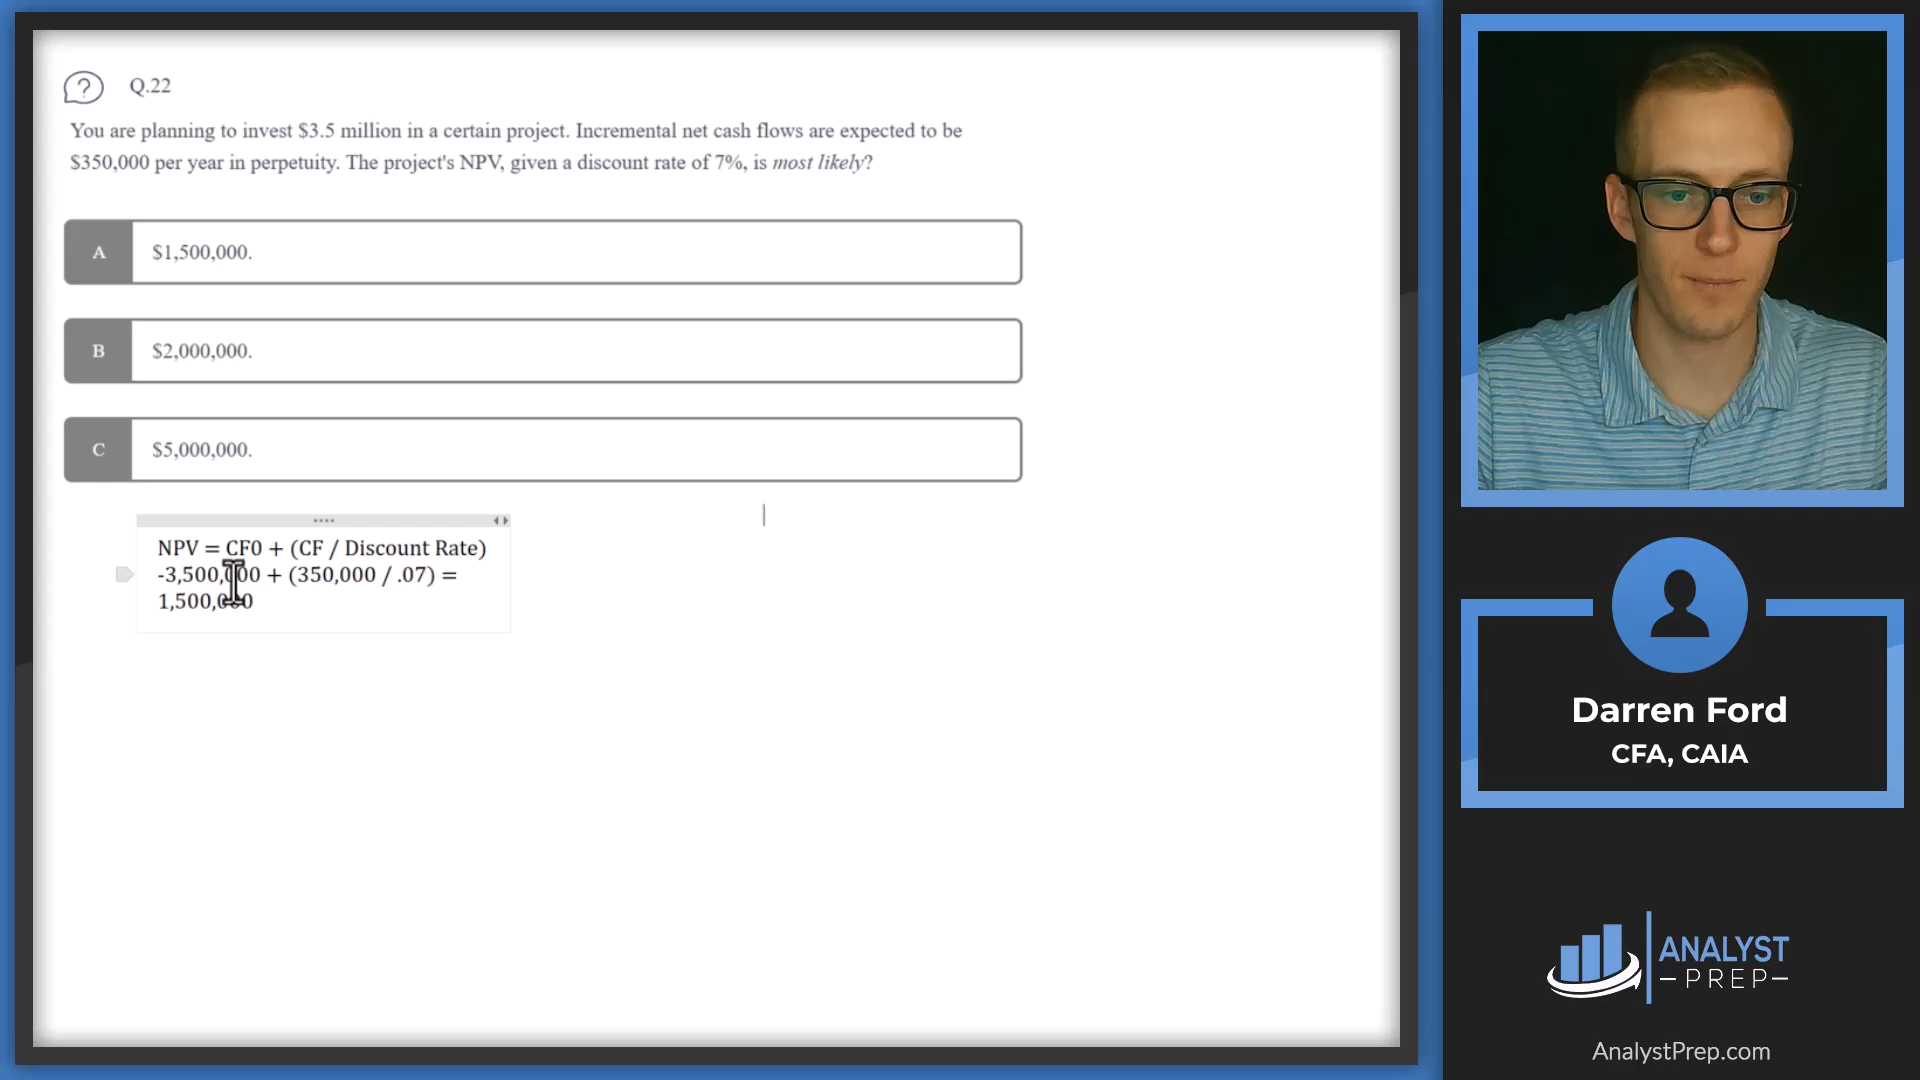 Q.22
You are planning to invest $3.5 million in a certain project. Incremental net cash flows are expected to be
$350,000 per year in perpetuity. The project's NPV, given a discount rate of 7%, is most likely?
A
$1,500,000.
B
$2,000,000.
C
$5,000,000.
NPV = CF0 + (CF / Discount Rate)
-3,500,000 + (350,000 / .07) =
1,500,000
Darren Ford
CFA, CAIA
ANALYST
PREP
AnalystPrep.com